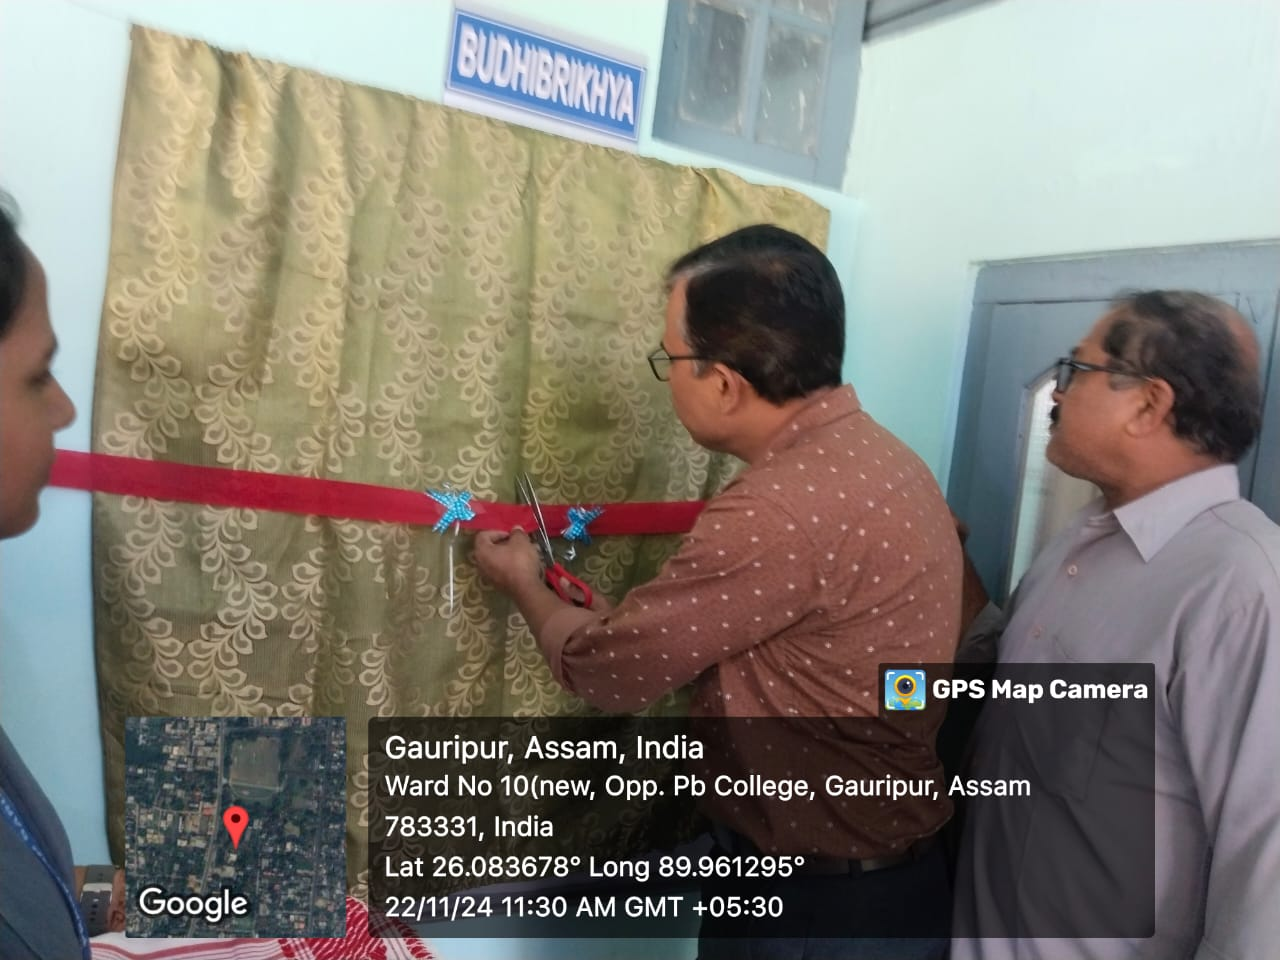 BUDHIBRIKHYA
GPS Map Camera
Gauripur, Assam, India
Ward No 10(new, Opp. Pb College, Gauripur, Assam
783331, India
Lat 26.083678° Long 89.961295°
22/11/24 11:30 AM GMT +05:30
Google